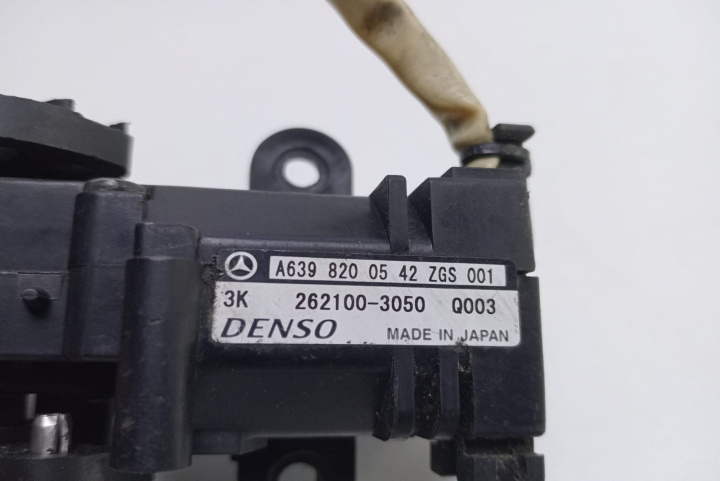 A639 820 05 42 ZGS 001
3K 262100-3050 Q003
DENSO MADE IN JAPAN